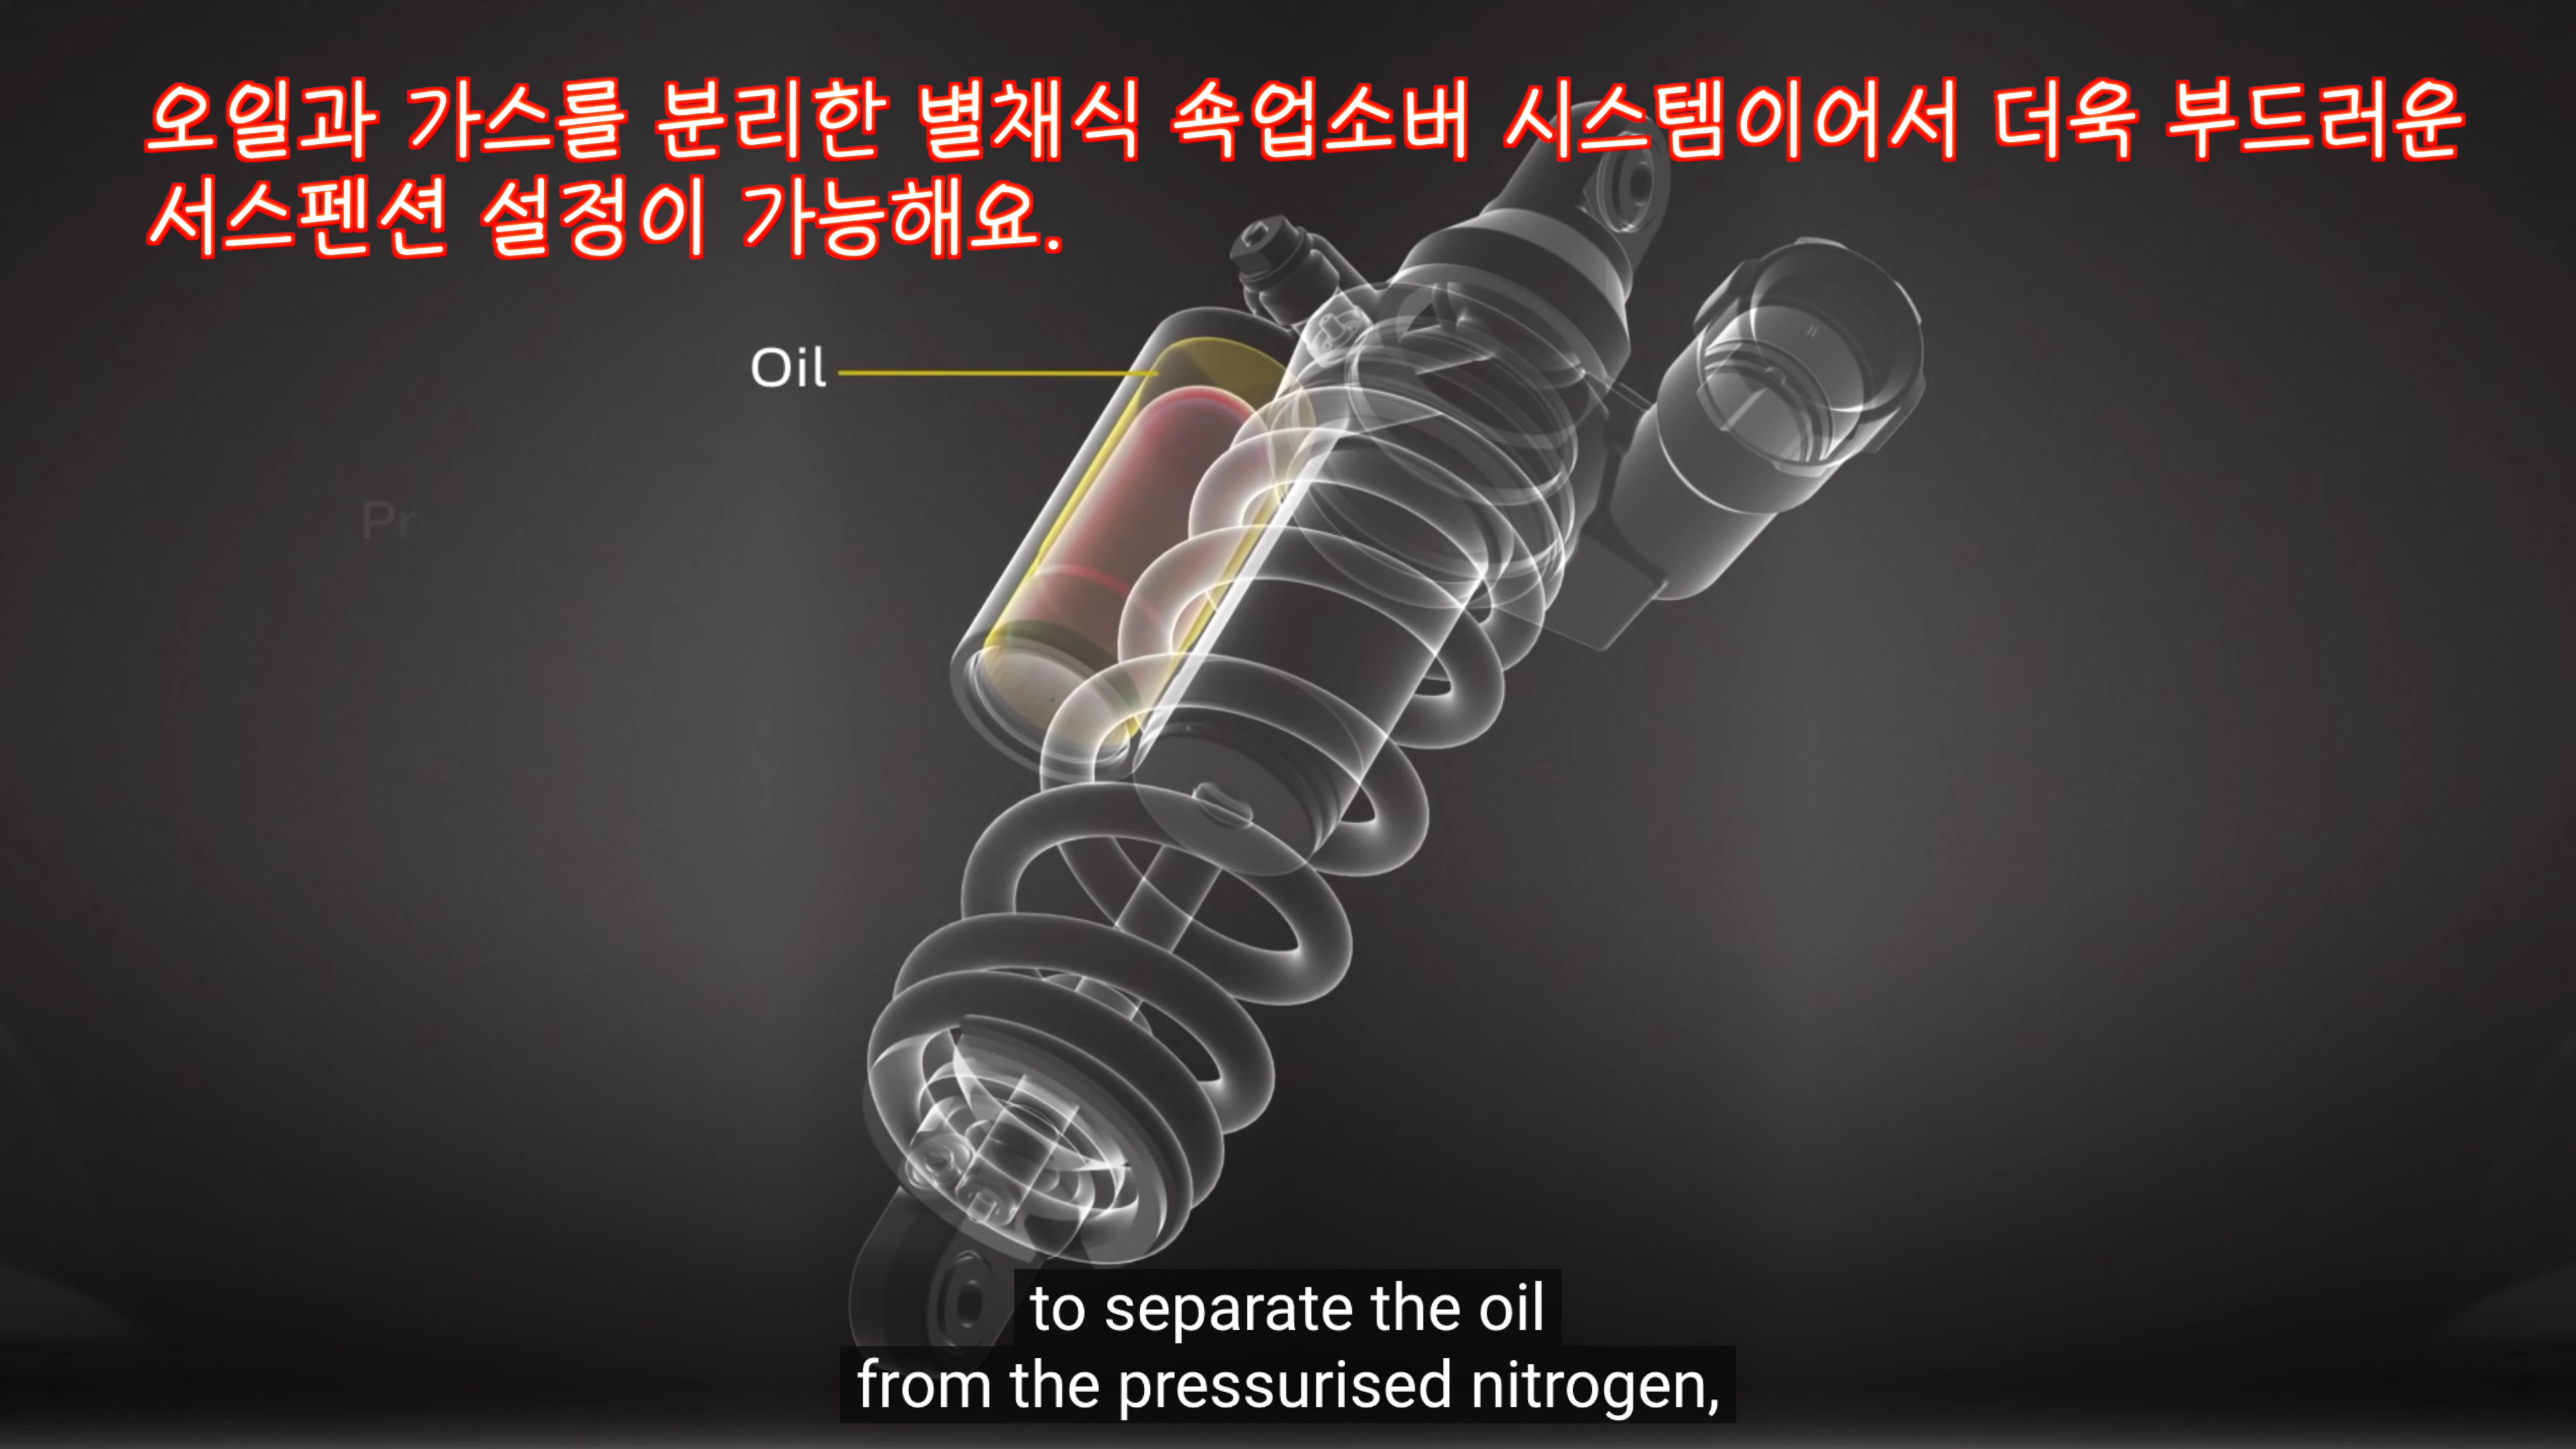 오일과 가스를 분리한 별채식 쇽업소버 시스템이어서 더욱 부드러운
서스펜션 설정이 가능해요.
Oil
Pr
to separate the oil
from the pressurised nitrogen,